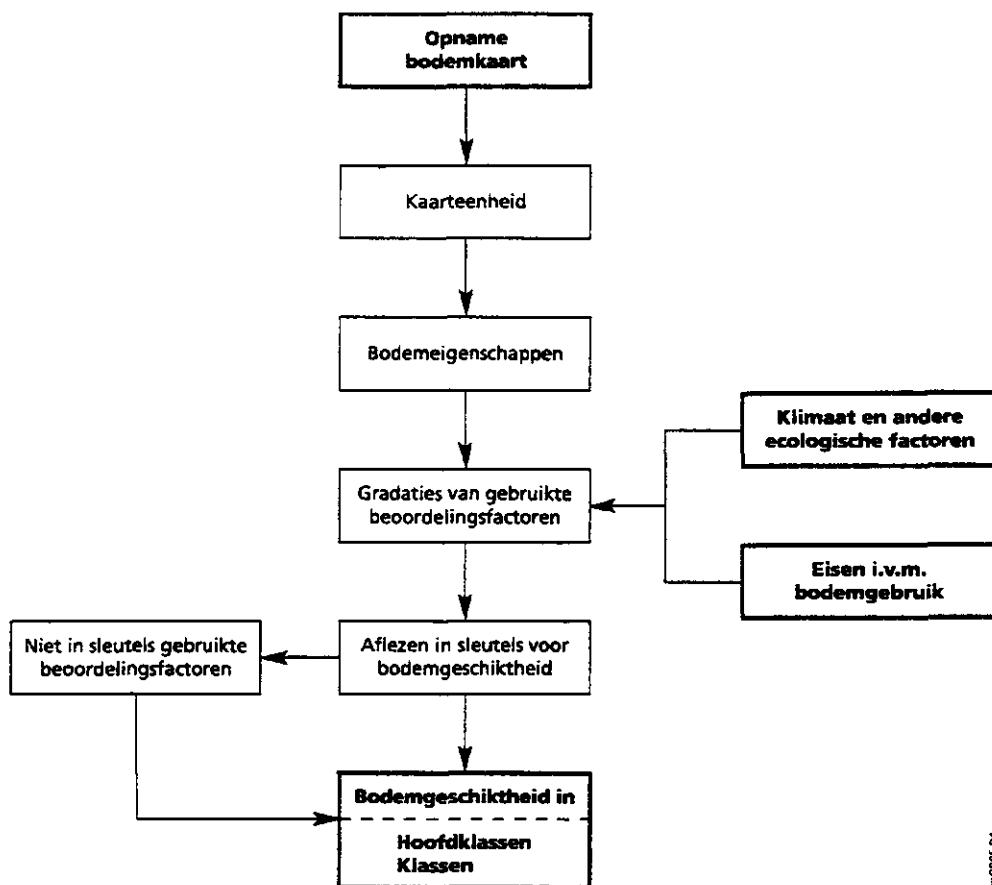 Opname
bodemkaart
Kaarteenheid
Bodemeigenschappen
Klimaat en andere
ecologische factoren
Gradaties van gebruikte
beoordelingsfactoren
Eisen i.v.m.
bodemgebruik
Niet in sleutels gebruikte
beoordelingsfactoren
Aflezen in sleutels voor
bodemgeschiktheid
Bodemgeschiktheid in
Hoofdklassen
Klassen